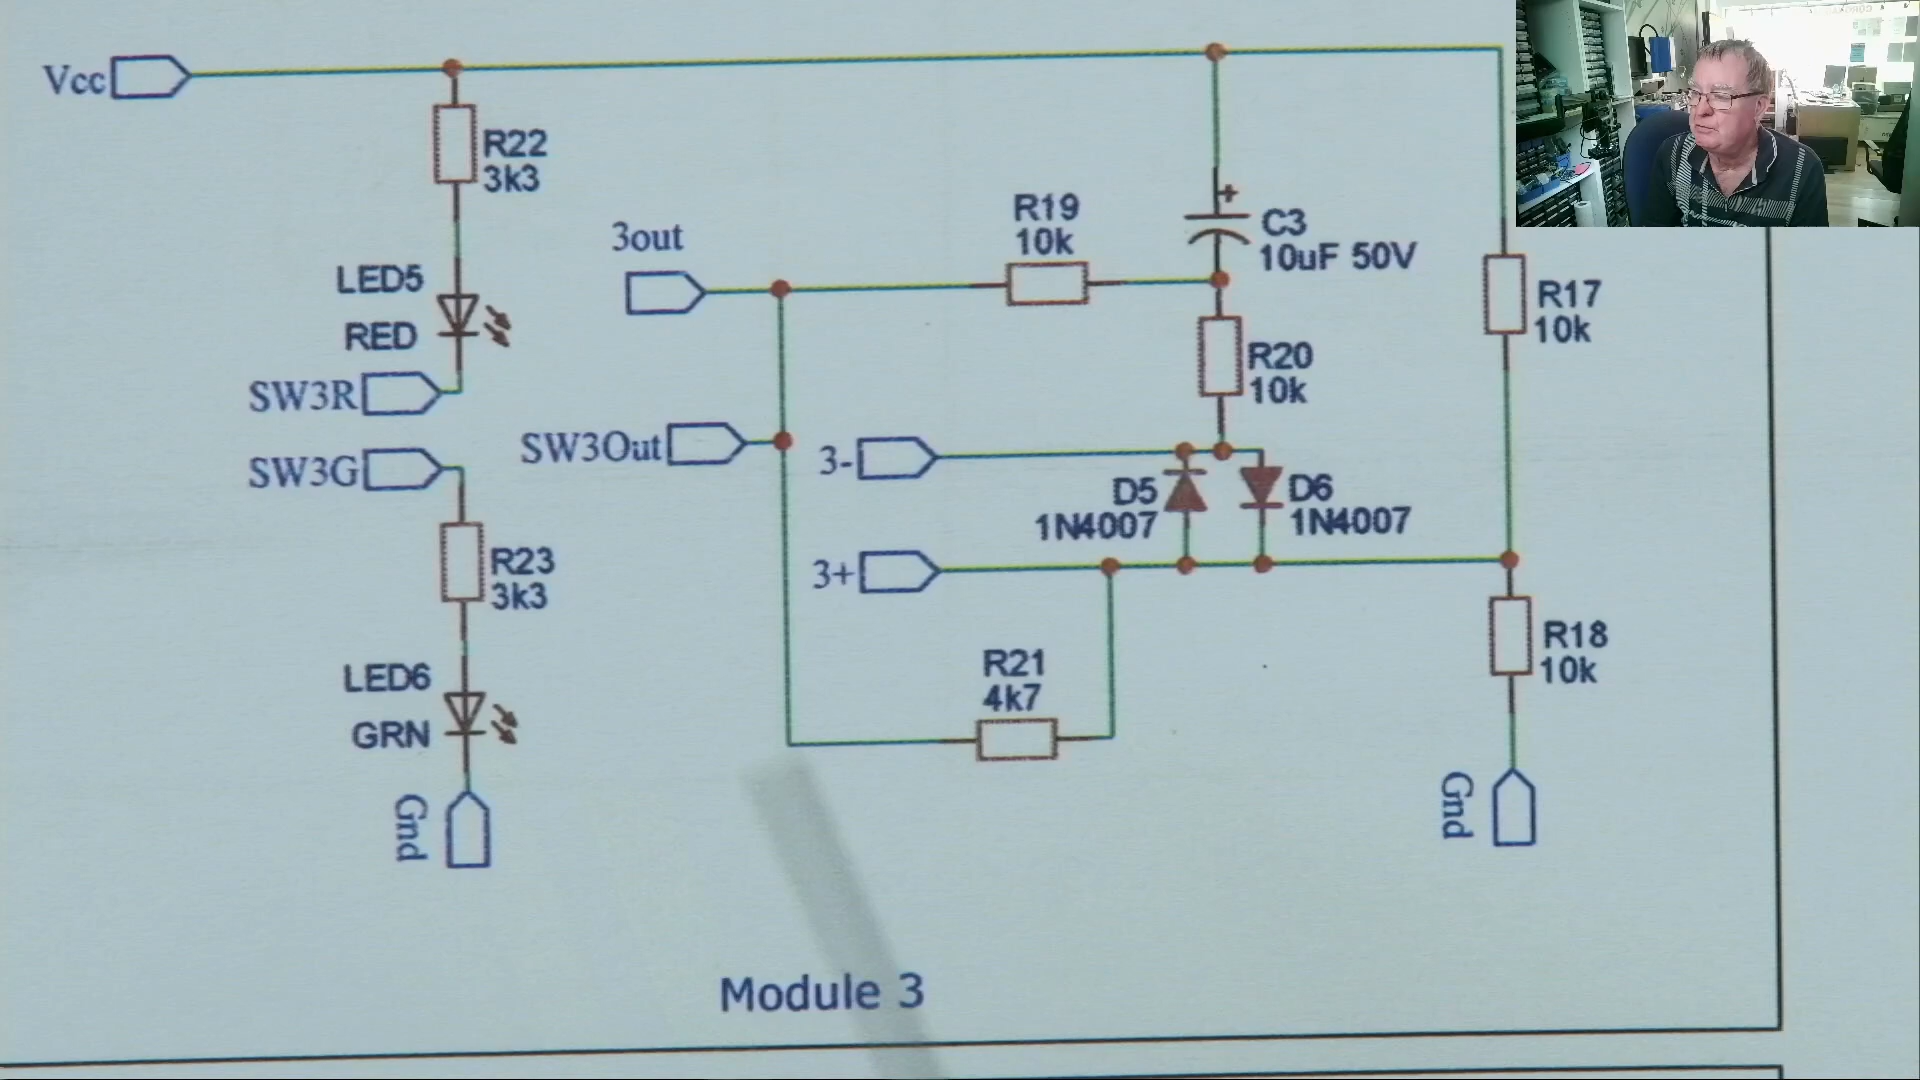 Vcc
R22
3k3
LED5
RED
SW3R
SW3G
R23
3k3
LED6
GRN
Gnd
3out
SW3Out
R19
10k
C3
10uF 50V
R20
10k
3-
D5
1N4007
D6
1N4007
3+
R21
4k7
R17
10k
R18
10k
Gnd
Module 3